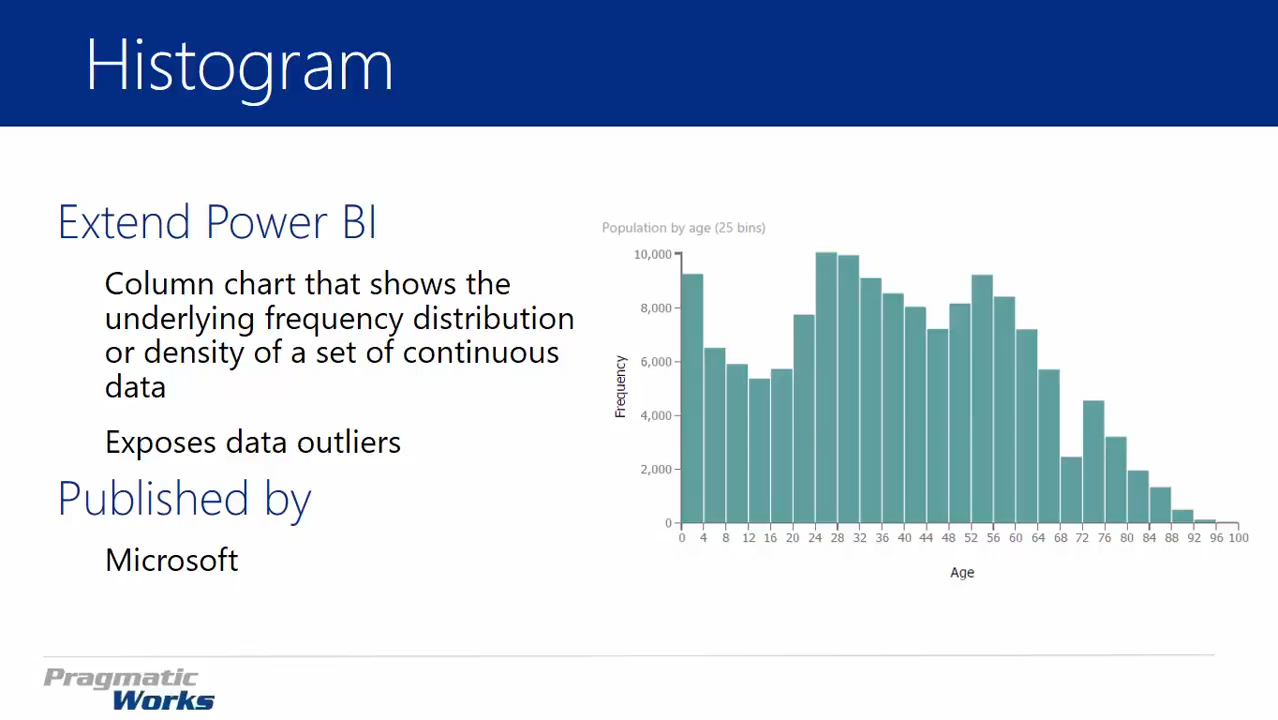 Histogram
Extend Power BI
Column chart that shows the
underlying frequency distribution
or density of a set of continuous
data
Exposes data outliers
Published by
Microsoft
Population by age (25 bins)
10,000
8,000
6,000
4,000
2,000
0
Frequency
0 4 8 12 16 20 24 28 32 36 40 44 48 52 56 60 64 68 72 76 80 84 88 92 96 100
Age
Pragmatic
Works